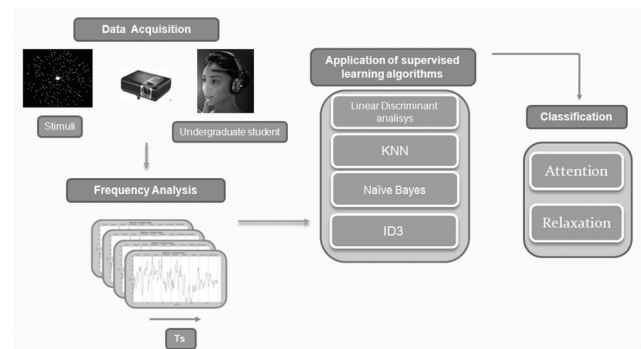 Data Acquisition
Stimuli
Undergraduate student
Frequency Analysis
Ts
Application of supervised
learning algorithms
Linear Discriminant
analisys
KNN
Naïve Bayes
ID3
Classification
Attention
Relaxation